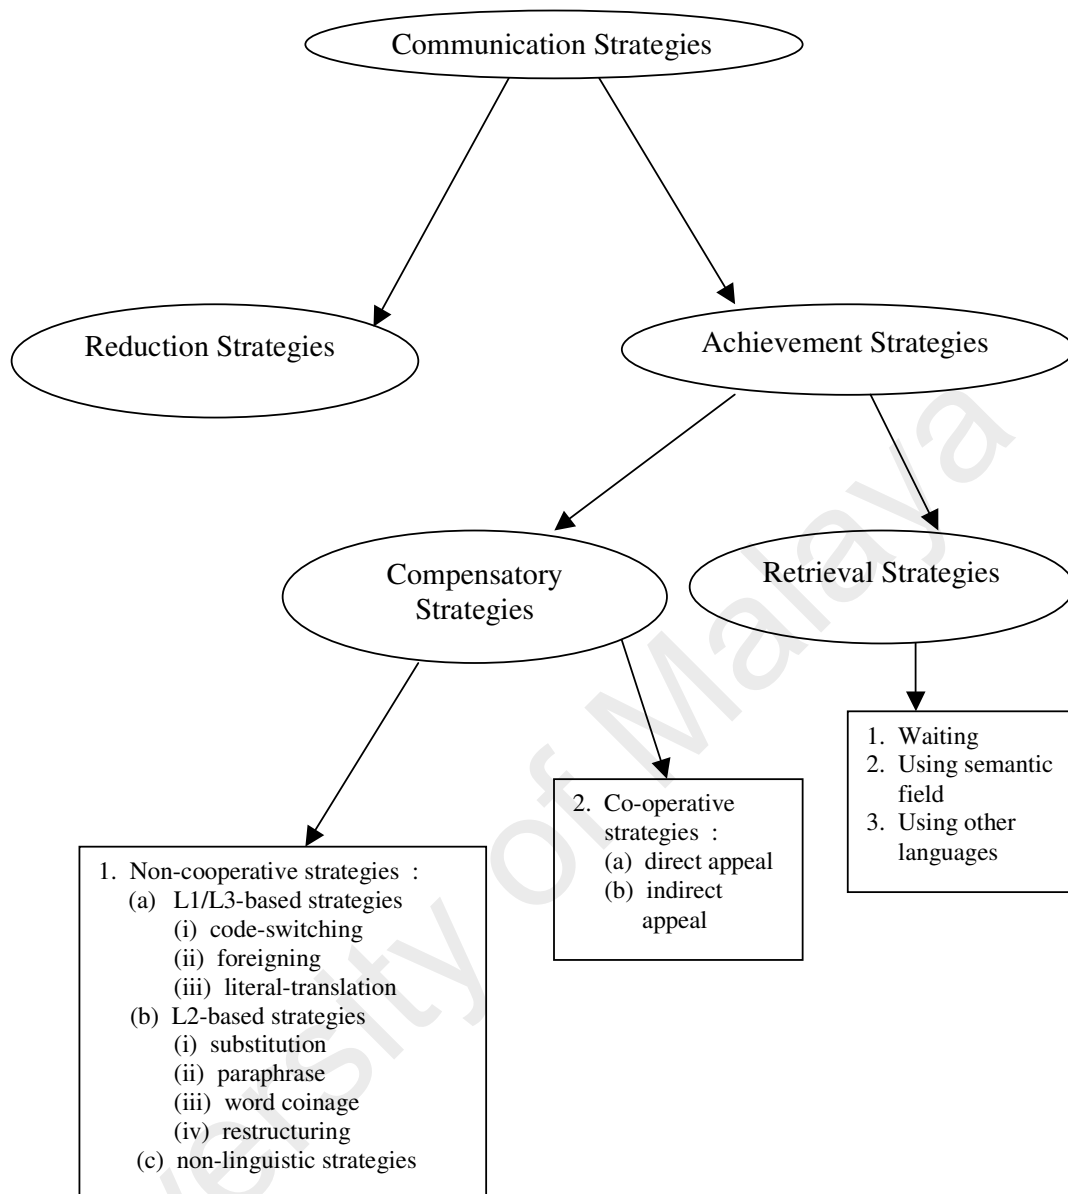 Communication Strategies
Reduction Strategies
Achievement Strategies
Compensatory
Strategies
Retrieval Strategies
1. Non-cooperative strategies :
(a) L1/L3-based strategies
(i) code-switching
(ii) foreigning
(iii) literal-translation
(b) L2-based strategies
(i) substitution
(ii) paraphrase
(iii) word coinage
(iv) restructuring
(c) non-linguistic strategies
2. Co-operative
strategies :
(a) direct appeal
(b) indirect
appeal
1. Waiting
2. Using semantic
field
3. Using other
languages
versity of Malaya